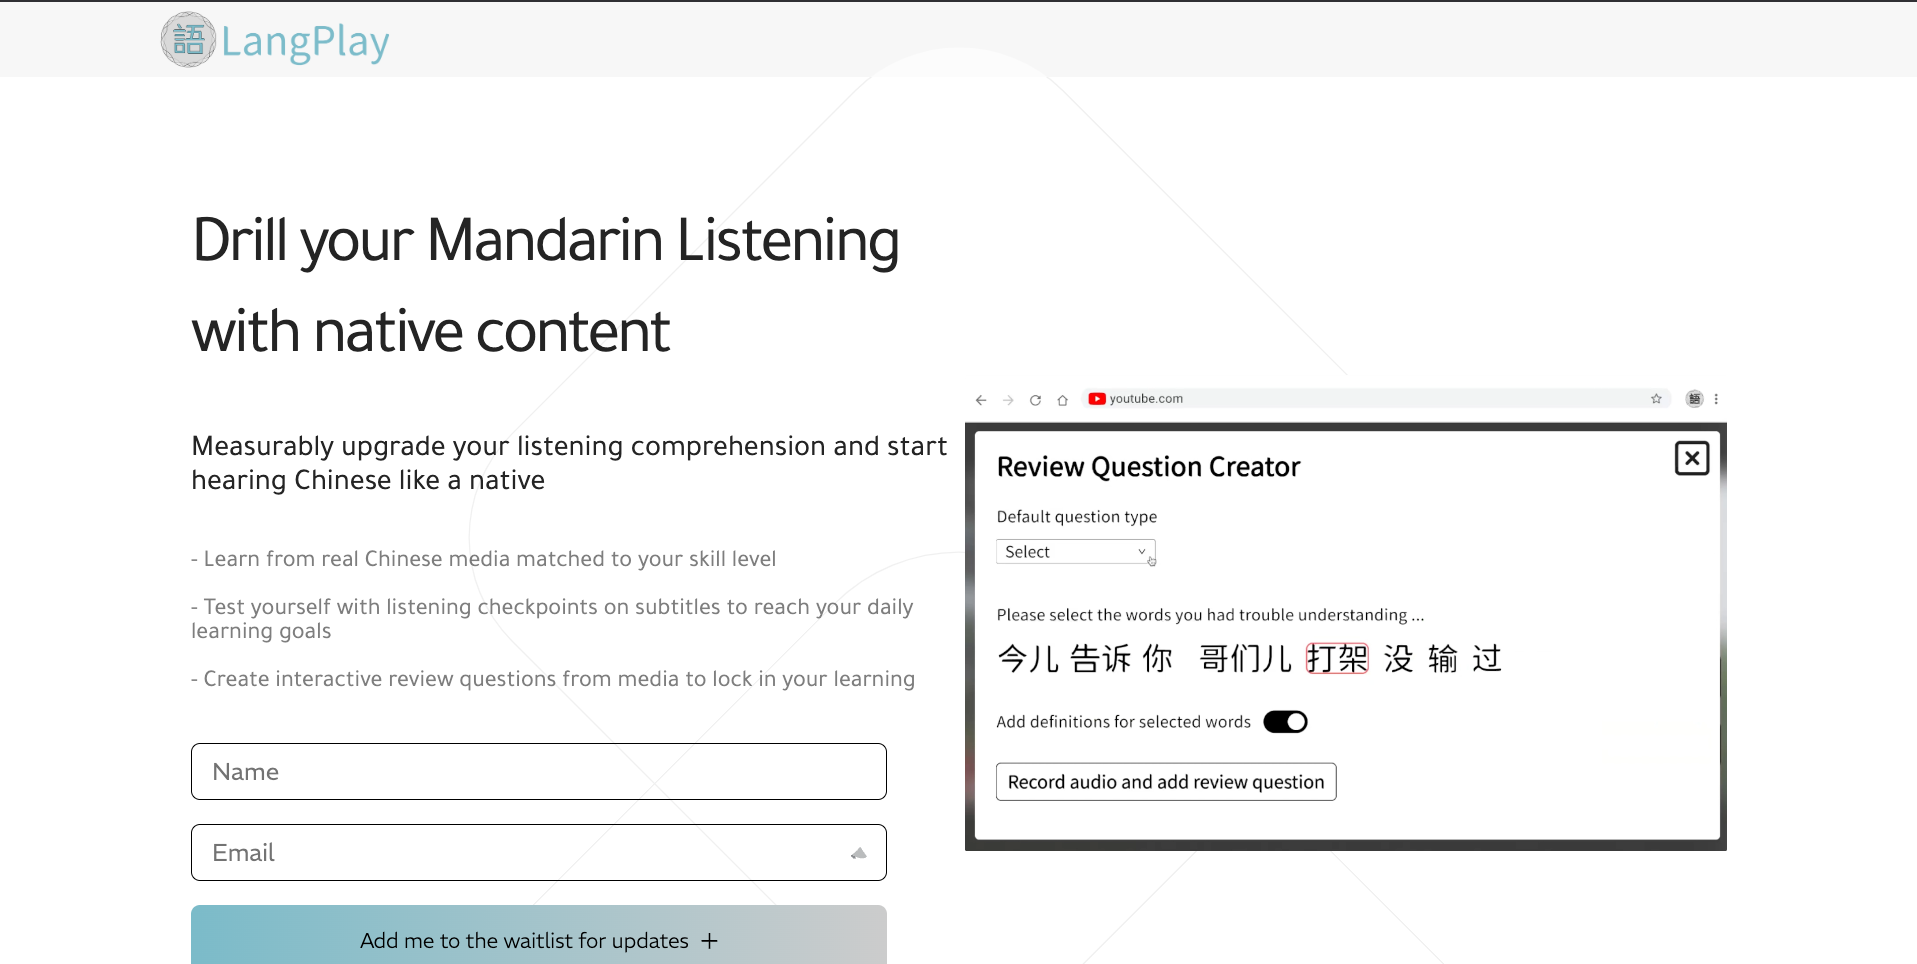 語 LangPlay
Drill your Mandarin Listening
with native content
Measurably upgrade your listening comprehension and start
hearing Chinese like a native
- Learn from real Chinese media matched to your skill level
- Test yourself with listening checkpoints on subtitles to reach your daily
learning goals
- Create interactive review questions from media to lock in your learning
Name
Email
Add me to the waitlist for updates +
youtube.com 語
Review Question Creator
Default question type
Select
Please select the words you had trouble understanding ...
今儿 告诉 你 哥们儿 打架 没 输 过
Add definitions for selected words
Record audio and add review question